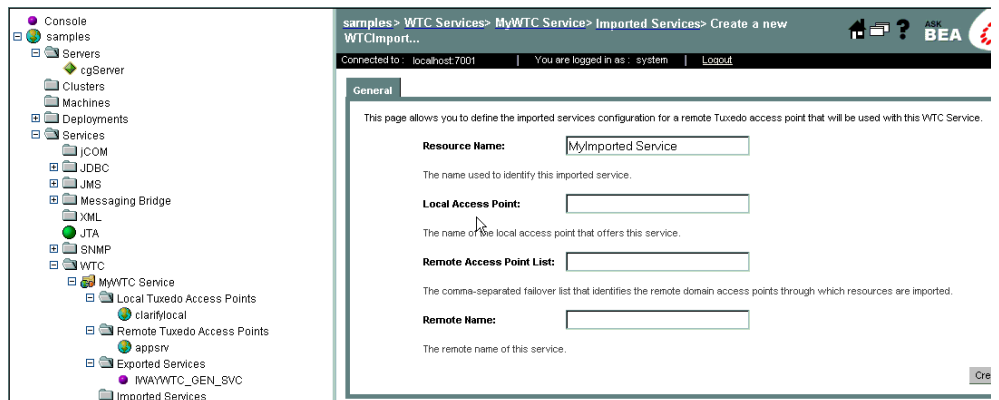 Console
samples
Servers
cgServer
Clusters
Machines
Deployments
Services
jCOM
JDBC
JMS
Messaging Bridge
XML
JTA
SNMP
WTC
MyWTC Service
Local Tuxedo Access Points
clarifylocal
Remote Tuxedo Access Points
appsrv
Exported Services
IWAYWTC_GEN_SVC
Imported Services
samples> WTC Services> MyWTC Service> Imported Services> Create a new
WTCImport...
? ASK
BEA
Connected to : localhost:7001 | You are logged in as : system | Logout
General
This page allows you to define the imported services configuration for a remote Tuxedo access point that will be used with this WTC Service.
Resource Name: MyImported Service
The name used to identify this imported service.
Local Access Point:
The name of the local access point that offers this service.
Remote Access Point List:
The comma-separated failover list that identifies the remote domain access points through which resources are imported.
Remote Name:
The remote name of this service.
Cre